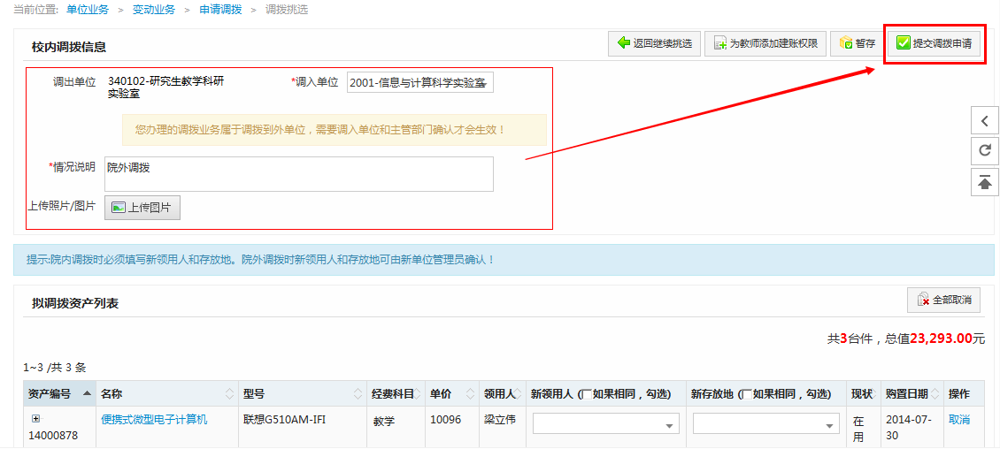 当前位置: 单位业务 > 变动业务 > 申请调拨 > 调拨挑选
校内调拨信息
返回继续挑选 为教师添加建账权限 暂存 提交调拨申请
调出单位 340102-研究生教学科研
实验室
*调入单位 2001-信息与计算科学实验室
您办理的调拨业务属于调拨到外单位，需要调入单位和主管部门确认才会生效！
*情况说明 院外调拨
上传照片/图片 上传图片
提示:院内调拨时必须填写新领用人和存放地。院外调拨时新领用人和存放地可由新单位管理员确认！
拟调拨资产列表 全部取消
共3台件，总值23,293.00元
1~3 /共 3 条
资产编号 名称 型号 经费科目 单价 领用人 新领用人 (如果相同，勾选) 新存放地 (如果相同，勾选) 现状 购置日期 操作
14000878 便携式微型电子计算机 联想G510AM-IFI 教学 10096 梁立伟 在用 2014-07-30 取消